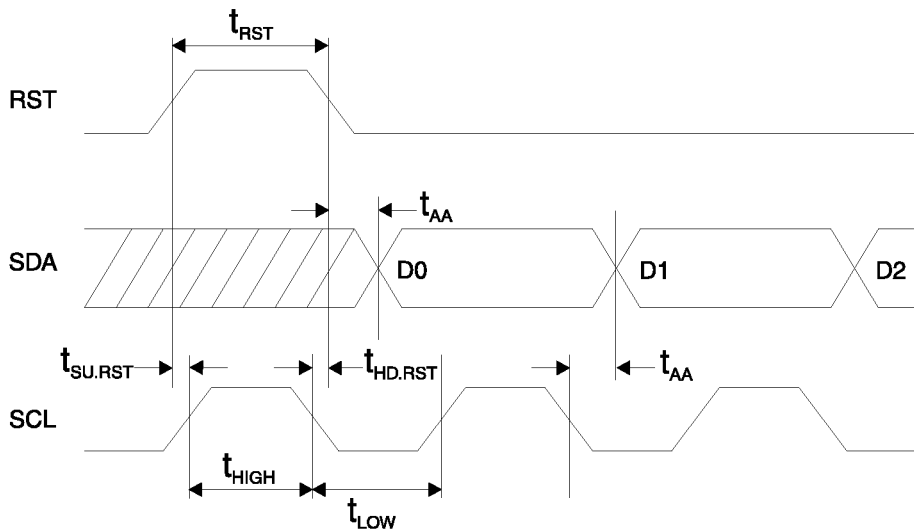 tRST
RST
tAA
SDA
D0
D1
D2
tSU.RST
tHD.RST
tAA
SCL
tHIGH
tLOW